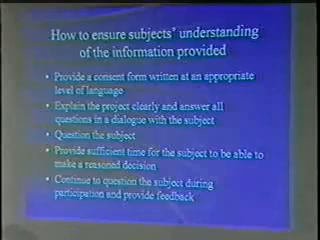 How to ensure subjects' understanding
of the information provided
• Provide a consent form written at an appropriate
level of language
• Explain the project clearly and answer all
questions in a dialogue with the subject
• Question the subject
• Provide sufficient time for the subject to be able to
make a reasoned decision
• Continue to question the subject during
participation and provide feedback